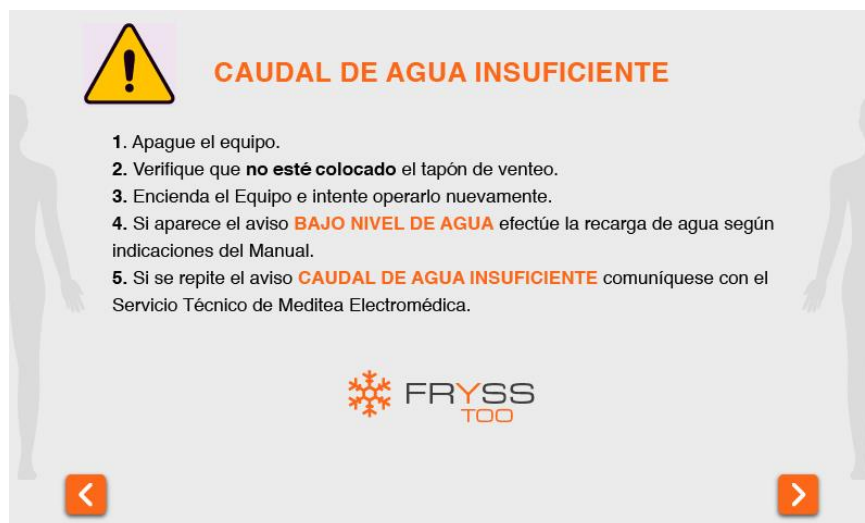 CAUDAL DE AGUA INSUFICIENTE
1. Apague el equipo.
2. Verifique que no esté colocado el tapón de venteo.
3. Encienda el Equipo e intente operarlo nuevamente.
4. Si aparece el aviso BAJO NIVEL DE AGUA efectúe la recarga de agua según
indicaciones del Manual.
5. Si se repite el aviso CAUDAL DE AGUA INSUFICIENTE comuníquese con el
Servicio Técnico de Meditea Electromédica.
FRYSS
TOO